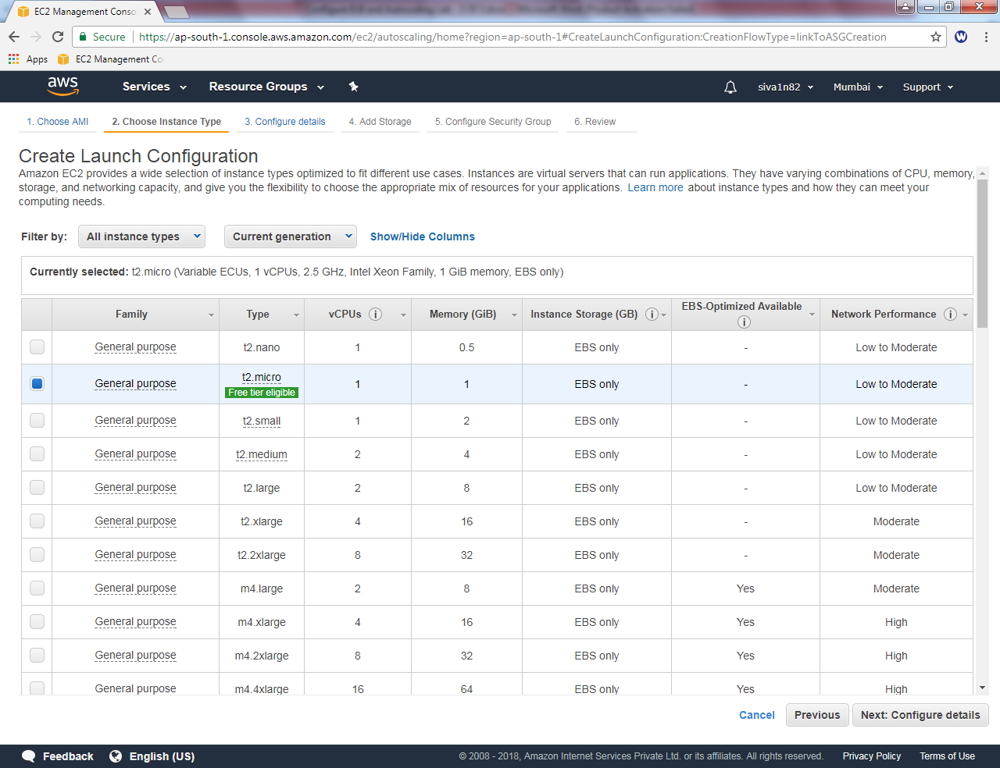 EC2 Management Conso
Secure
https://ap-south-1.console.aws.amazon.com/ec2/autoscaling/home?region=ap-south-1#CreateLaunchConfiguration:CreationFlowType=linkToASGCreation
W
Apps
EC2 Management Co
aws
Services
Resource Groups
siva1n82
Mumbai
Support
1. Choose AMI
2. Choose Instance Type
3. Configure details
4. Add Storage
5. Configure Security Group
6. Review
Create Launch Configuration
Amazon EC2 provides a wide selection of instance types optimized to fit different use cases. Instances are virtual servers that can run applications. They have varying combinations of CPU, memory,
storage, and networking capacity, and give you the flexibility to choose the appropriate mix of resources for your applications. Learn more about instance types and how they can meet your
computing needs.
Filter by: All instance types Current generation Show/Hide Columns
Currently selected: t2.micro (Variable ECUs, 1 vCPUs, 2.5 GHz, Intel Xeon Family, 1 GiB memory, EBS only)
Family Type vCPUs i Memory (GiB) Instance Storage (GB) i EBS-Optimized Available i Network Performance i
General purpose t2.nano 1 0.5 EBS only - Low to Moderate
General purpose t2.micro Free tier eligible 1 1 EBS only - Low to Moderate
General purpose t2.small 1 2 EBS only - Low to Moderate
General purpose t2.medium 2 4 EBS only - Low to Moderate
General purpose t2.large 2 8 EBS only - Low to Moderate
General purpose t2.xlarge 4 16 EBS only - Moderate
General purpose t2.2xlarge 8 32 EBS only - Moderate
General purpose m4.large 2 8 EBS only Yes Moderate
General purpose m4.xlarge 4 16 EBS only Yes High
General purpose m4.2xlarge 8 32 EBS only Yes High
General purpose m4.4xlarge 16 64 EBS only Yes High
Cancel Previous Next: Configure details
Feedback English (US) © 2008 - 2018, Amazon Internet Services Private Ltd. or its affiliates. All rights reserved. Privacy Policy Terms of Use